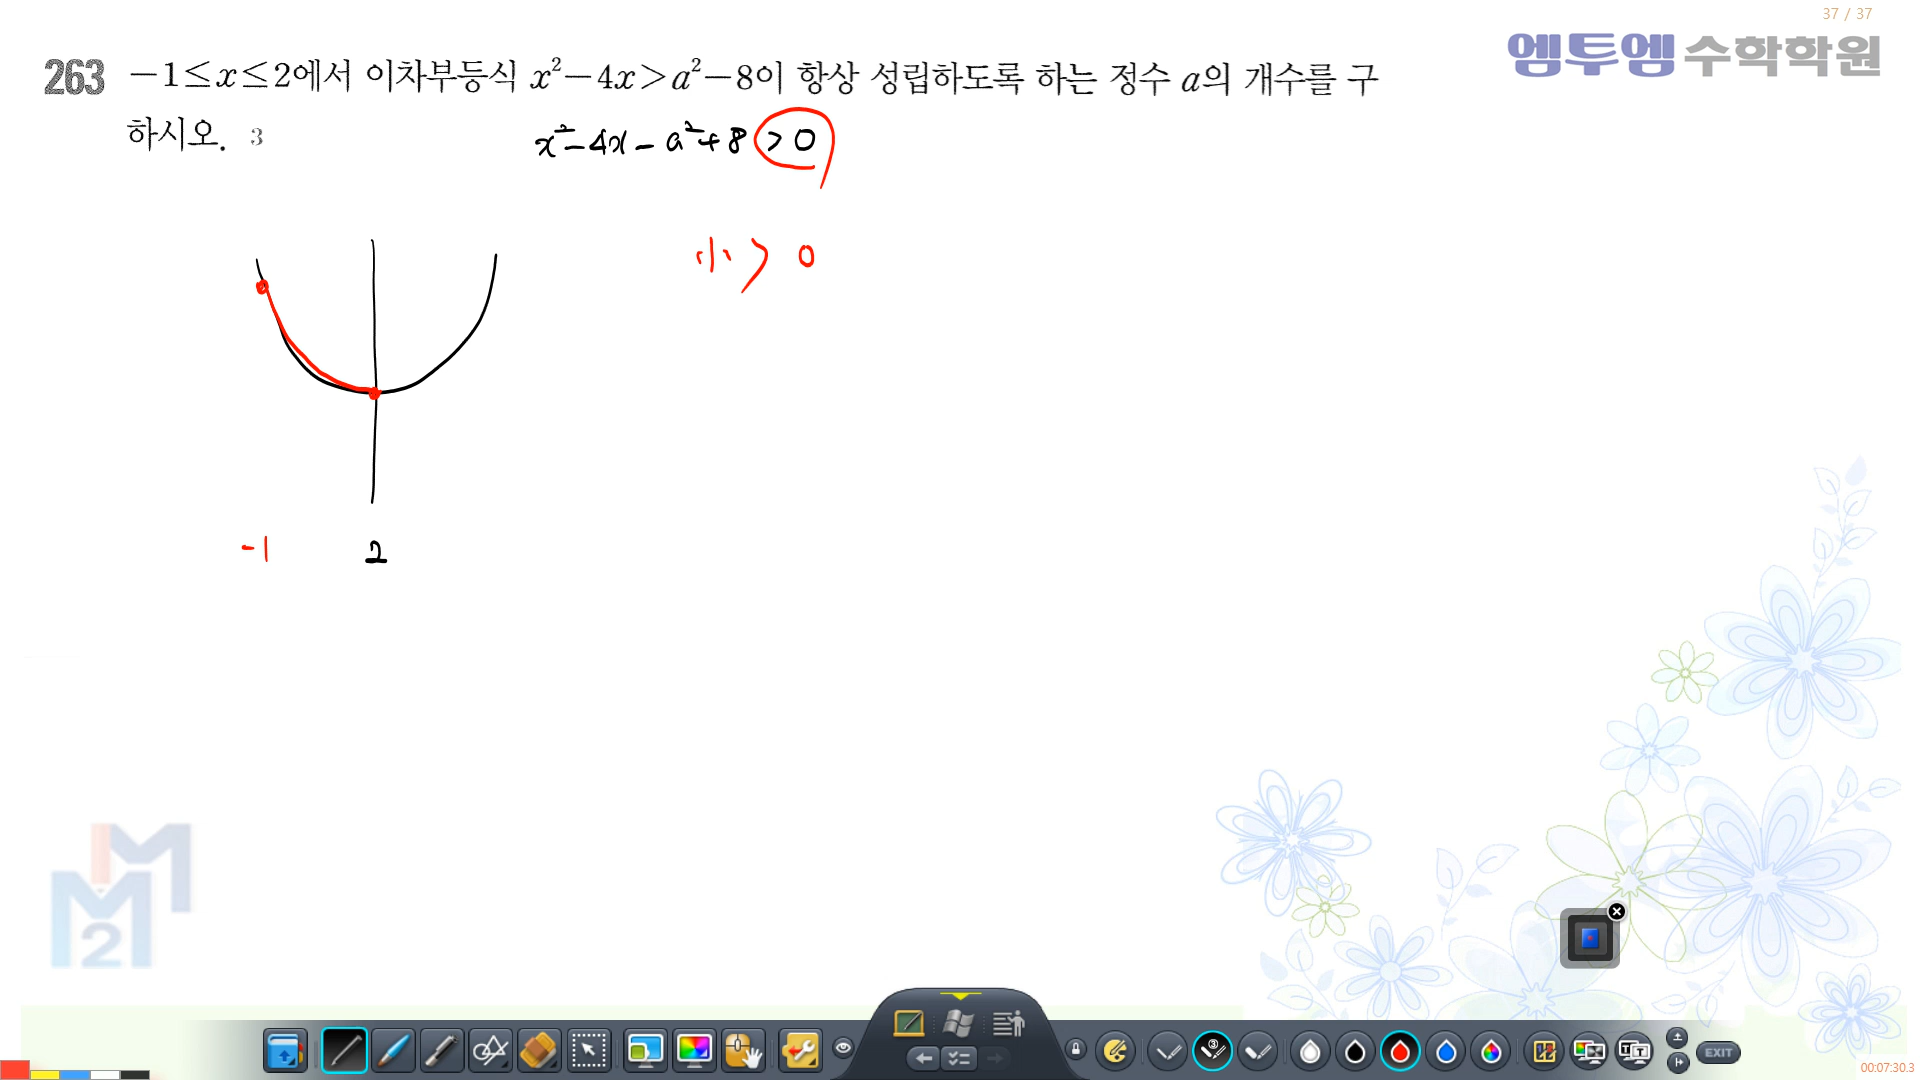 37 / 37
엠투엠수학학원
263 −1≤x≤2에서 이차부등식 x²−4x>a²−8이 항상 성립하도록 하는 정수 a의 개수를 구
하시오. 3
x²−4x−a²+8 >0
小 > 0
-1 2
M2M
EXIT
00:07:30.3